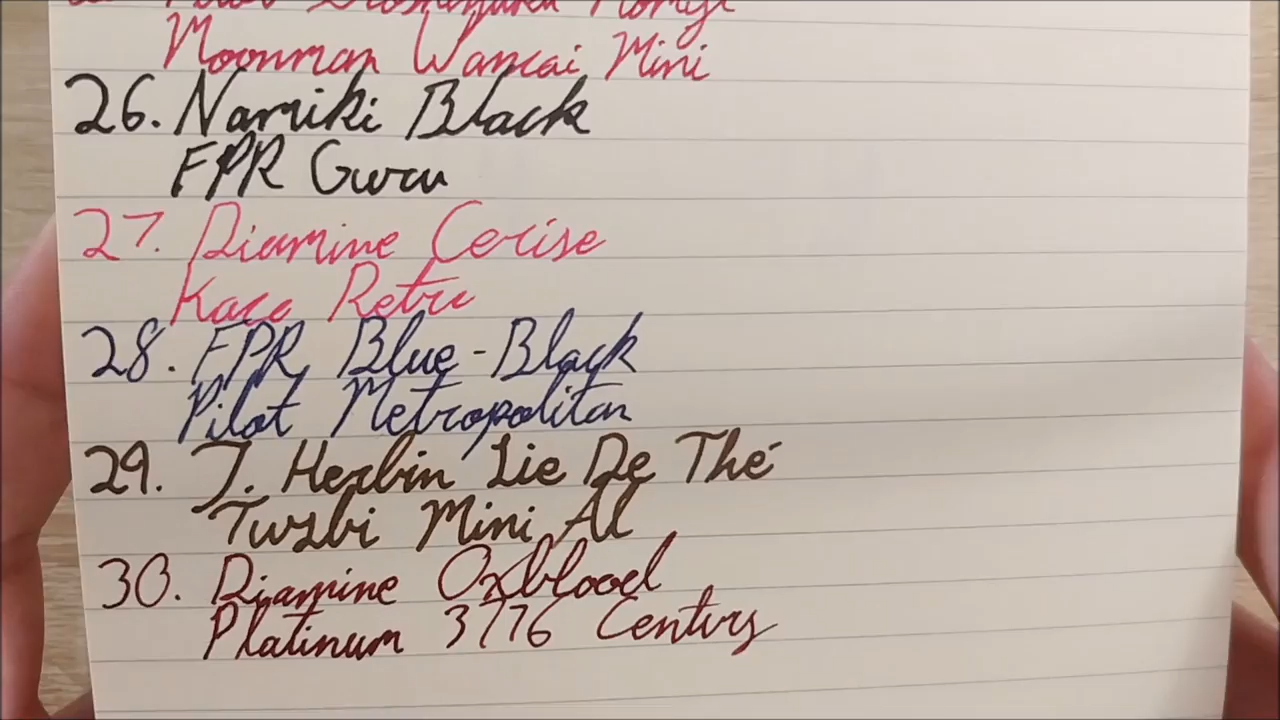 Moonman Wancai Mini
26. Namiki Black
FPR Guru
27. Diamine Cerise
Kaco Retro
28. FPR Blue-Black
Pilot Metropolitan
29. J. Herbin Lie De Thé
Twsbi Mini Al
30. Diamine Oxblood
Platinum 3776 Century